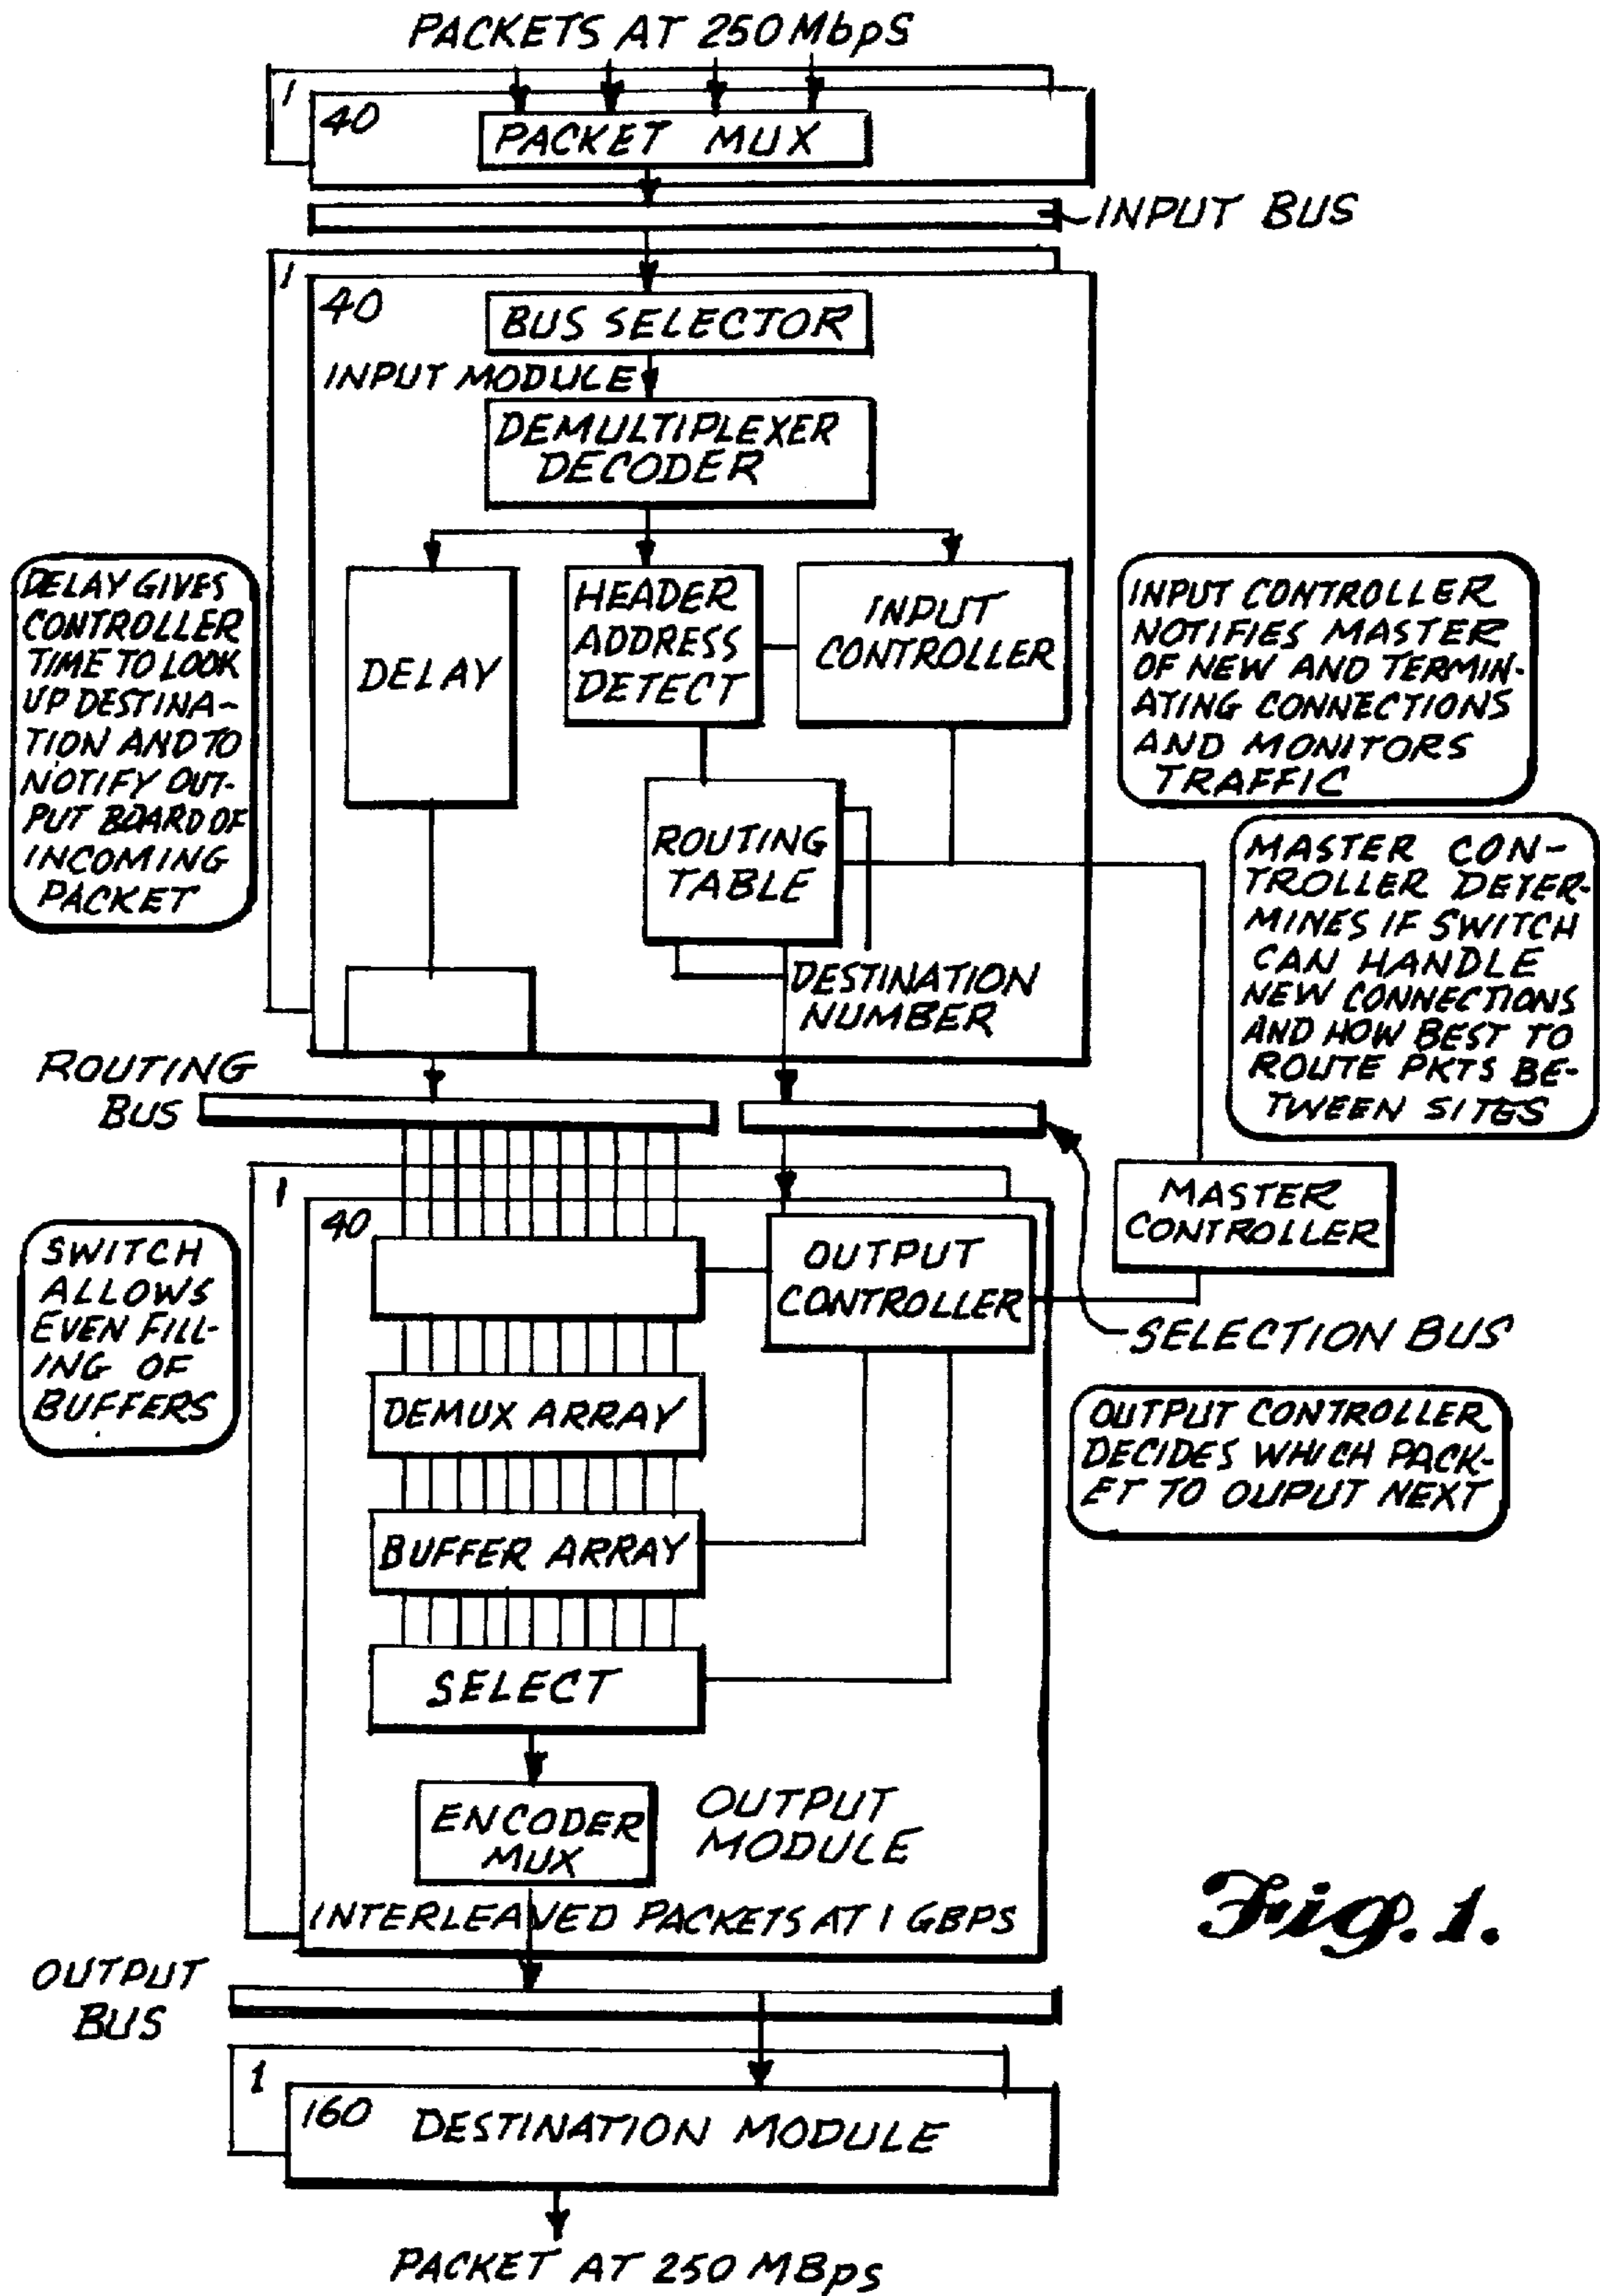 PACKETS AT 250 MbpS
1
40
PACKET MUX
INPUT BUS
1
40
BUS SELECTOR
INPUT MODULE
DEMULTIPLEXER
DECODER
DELAY GIVES
CONTROLLER
TIME TO LOOK
UP DESTINA-
TION AND TO
NOTIFY OUT-
PUT BOARD OF
INCOMING
PACKET
DELAY
HEADER
ADDRESS
DETECT
INPUT
CONTROLLER
INPUT CONTROLLER
NOTIFIES MASTER
OF NEW AND TERMIN-
ATING CONNECTIONS
AND MONITORS
TRAFFIC
ROUTING
TABLE
MASTER CON-
TROLLER DETER-
MINES IF SWITCH
CAN HANDLE
NEW CONNECTIONS
AND HOW BEST TO
ROUTE PKTS BE-
TWEEN SITES
DESTINATION
NUMBER
ROUTING
BUS
1
40
MASTER
CONTROLLER
SWITCH
ALLOWS
EVEN FILL-
ING OF
BUFFERS
OUTPUT
CONTROLLER
SELECTION BUS
DEMUX ARRAY
OUTPUT CONTROLLER
DECIDES WHICH PACK-
ET TO OUPUT NEXT
BUFFER ARRAY
SELECT
ENCODER
MUX
OUTPUT
MODULE
INTERLEAVED PACKETS AT 1 GBPS
Fig. 1.
OUTPUT
BUS
1
160
DESTINATION MODULE
PACKET AT 250 MBpS